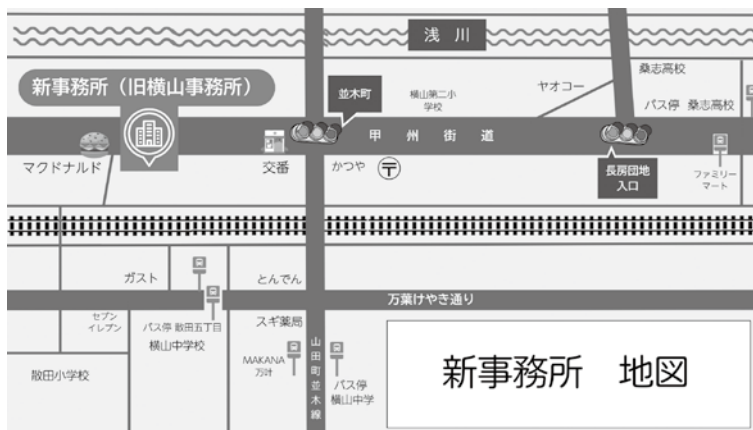 浅川
新事務所（旧横山事務所）
並木町
横山第二小
学校
ヤオコー
桑志高校
バス停 桑志高校
甲州街道
マクドナルド
交番
かつや
〒
長房団地
入口
ファミリー
マート
ガスト
とんでん
万葉けやき通り
セブン
イレブン
バス停 散田五丁目
横山中学校
スギ薬局
散田小学校
MAKANA
万叶
山田町並木線
バス停
横山中学
新事務所　地図